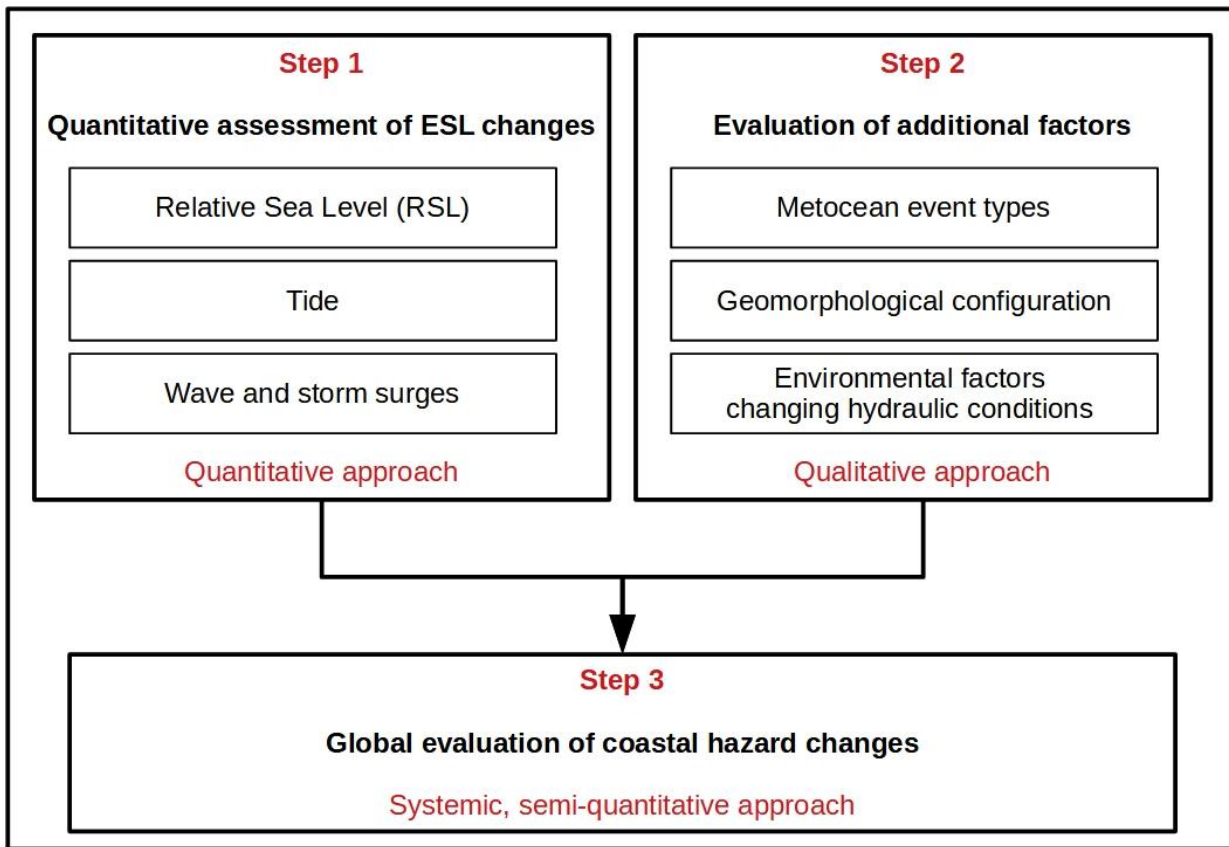 Step 1
Quantitative assessment of ESL changes
Relative Sea Level (RSL)
Tide
Wave and storm surges
Quantitative approach
Step 2
Evaluation of additional factors
Metocean event types
Geomorphological configuration
Environmental factors
changing hydraulic conditions
Qualitative approach
Step 3
Global evaluation of coastal hazard changes
Systemic, semi-quantitative approach